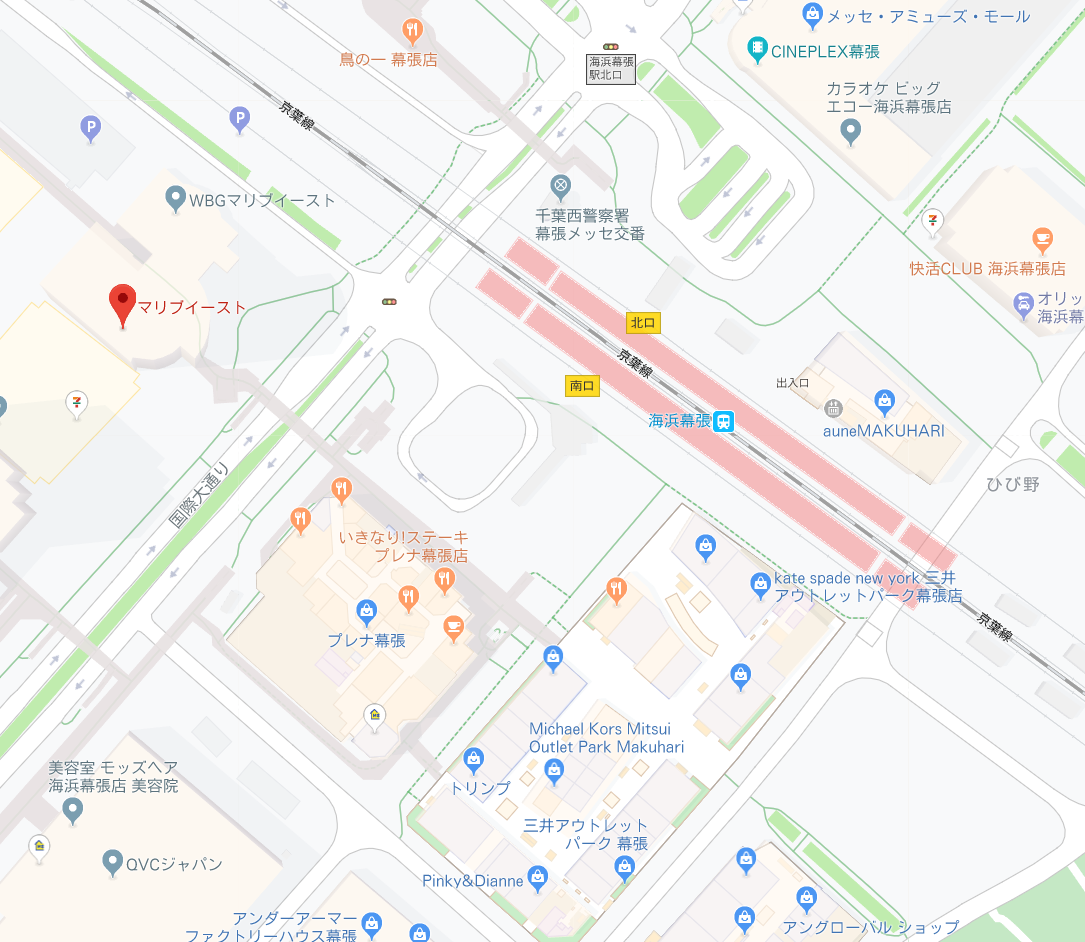 メッセ・アミューズ・モール
CINEPLEX幕張
鳥の一 幕張店
海浜幕張
駅北口
カラオケ ビッグ
エコー海浜幕張店
京葉線
P
P
WBGマリブイースト
千葉西警察署
幕張メッセ交番
7
快活CLUB 海浜幕張店
オリッ
海浜幕
マリブイースト
北口
京葉線
南口
出入口
海浜幕張
auneMAKUHARI
7
ひび野
国際大通り
いきなり!ステーキ
プレナ幕張店
kate spade new york 三井
アウトレットパーク幕張店
京葉線
プレナ幕張
Michael Kors Mitsui
Outlet Park Makuhari
美容室 モッズヘア
海浜幕張店 美容院
トリンプ
三井アウトレット
パーク 幕張
QVCジャパン
Pinky&Dianne
アンダーアーマー
ファクトリーハウス幕張
アングローバル ショップ